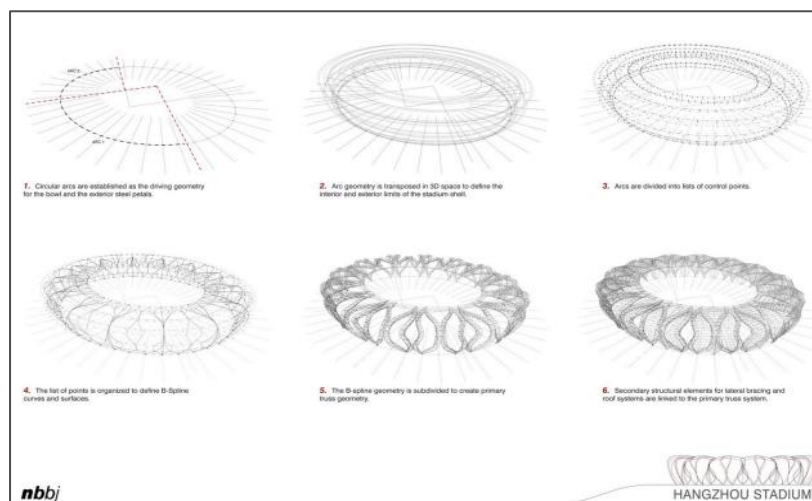 ARC 2
ARC 1
1. Circular arcs are established as the driving geometry
for the bowl and the exterior steel petals.
2. Arc geometry is transposed in 3D space to define the
interior and exterior limits of the stadium shell.
3. Arcs are divided into lists of control points.
4. The list of points is organized to define B-Spline
curves and surfaces.
5. The B-spline geometry is subdivided to create primary
truss geometry.
6. Secondary structural elements for lateral bracing and
roof systems are linked to the primary truss system.
nbbj
HANGZHOU STADIUM